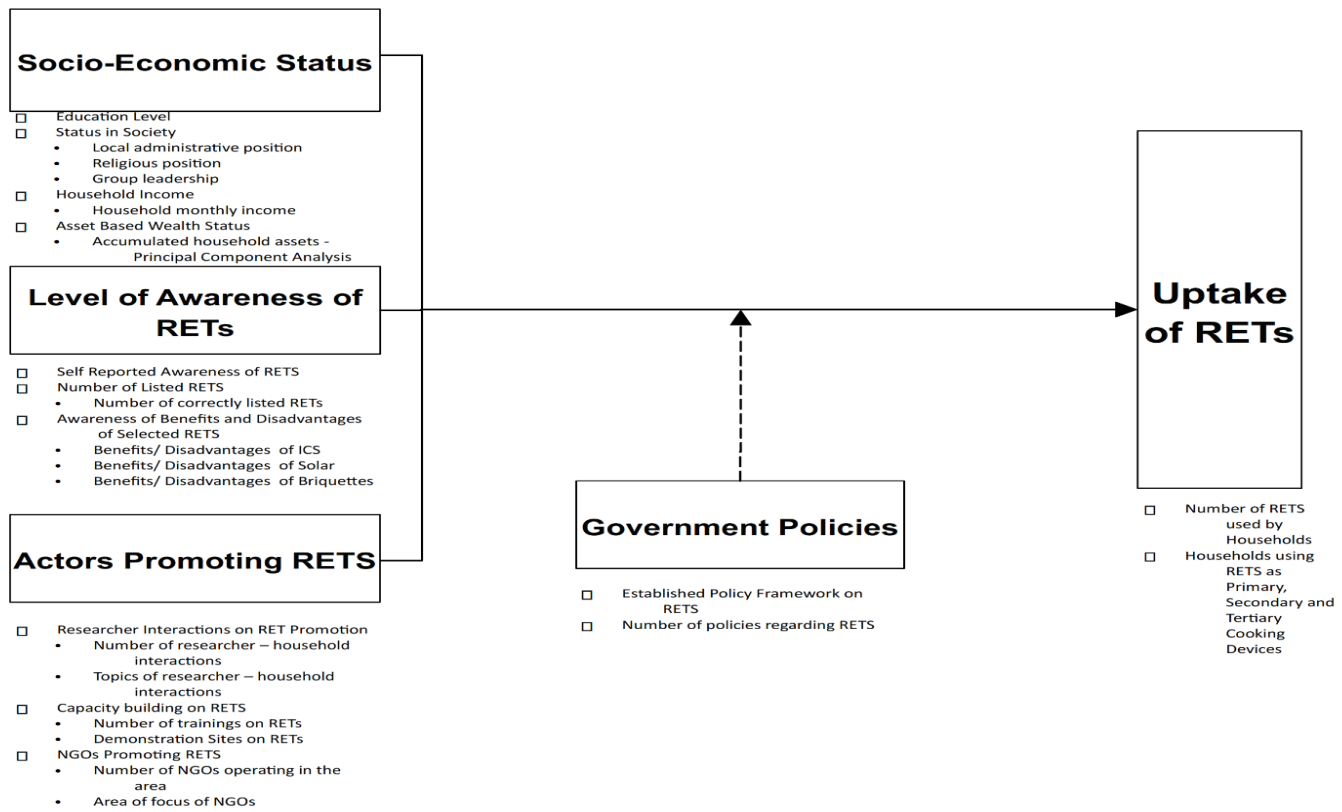 Socio-Economic Status
Education Level
Status in Society
• Local administrative position
• Religious position
• Group leadership
Household Income
• Household monthly income
Asset Based Wealth Status
• Accumulated household assets -
Principal Component Analysis
Level of Awareness of
RETs
Self Reported Awareness of RETS
Number of Listed RETS
• Number of correctly listed RETs
Awareness of Benefits and Disadvantages
of Selected RETS
• Benefits/ Disadvantages of ICS
• Benefits/ Disadvantages of Solar
• Benefits/ Disadvantages of Briquettes
Actors Promoting RETS
Researcher Interactions on RET Promotion
• Number of researcher – household
interactions
• Topics of researcher – household
interactions
Capacity building on RETS
• Number of trainings on RETs
• Demonstration Sites on RETs
NGOs Promoting RETS
• Number of NGOs operating in the
area
• Area of focus of NGOs
Government Policies
Established Policy Framework on
RETS
Number of policies regarding RETS
Uptake
of RETs
Number of RETS
used by
Households
Households using
RETS as
Primary,
Secondary and
Tertiary
Cooking
Devices